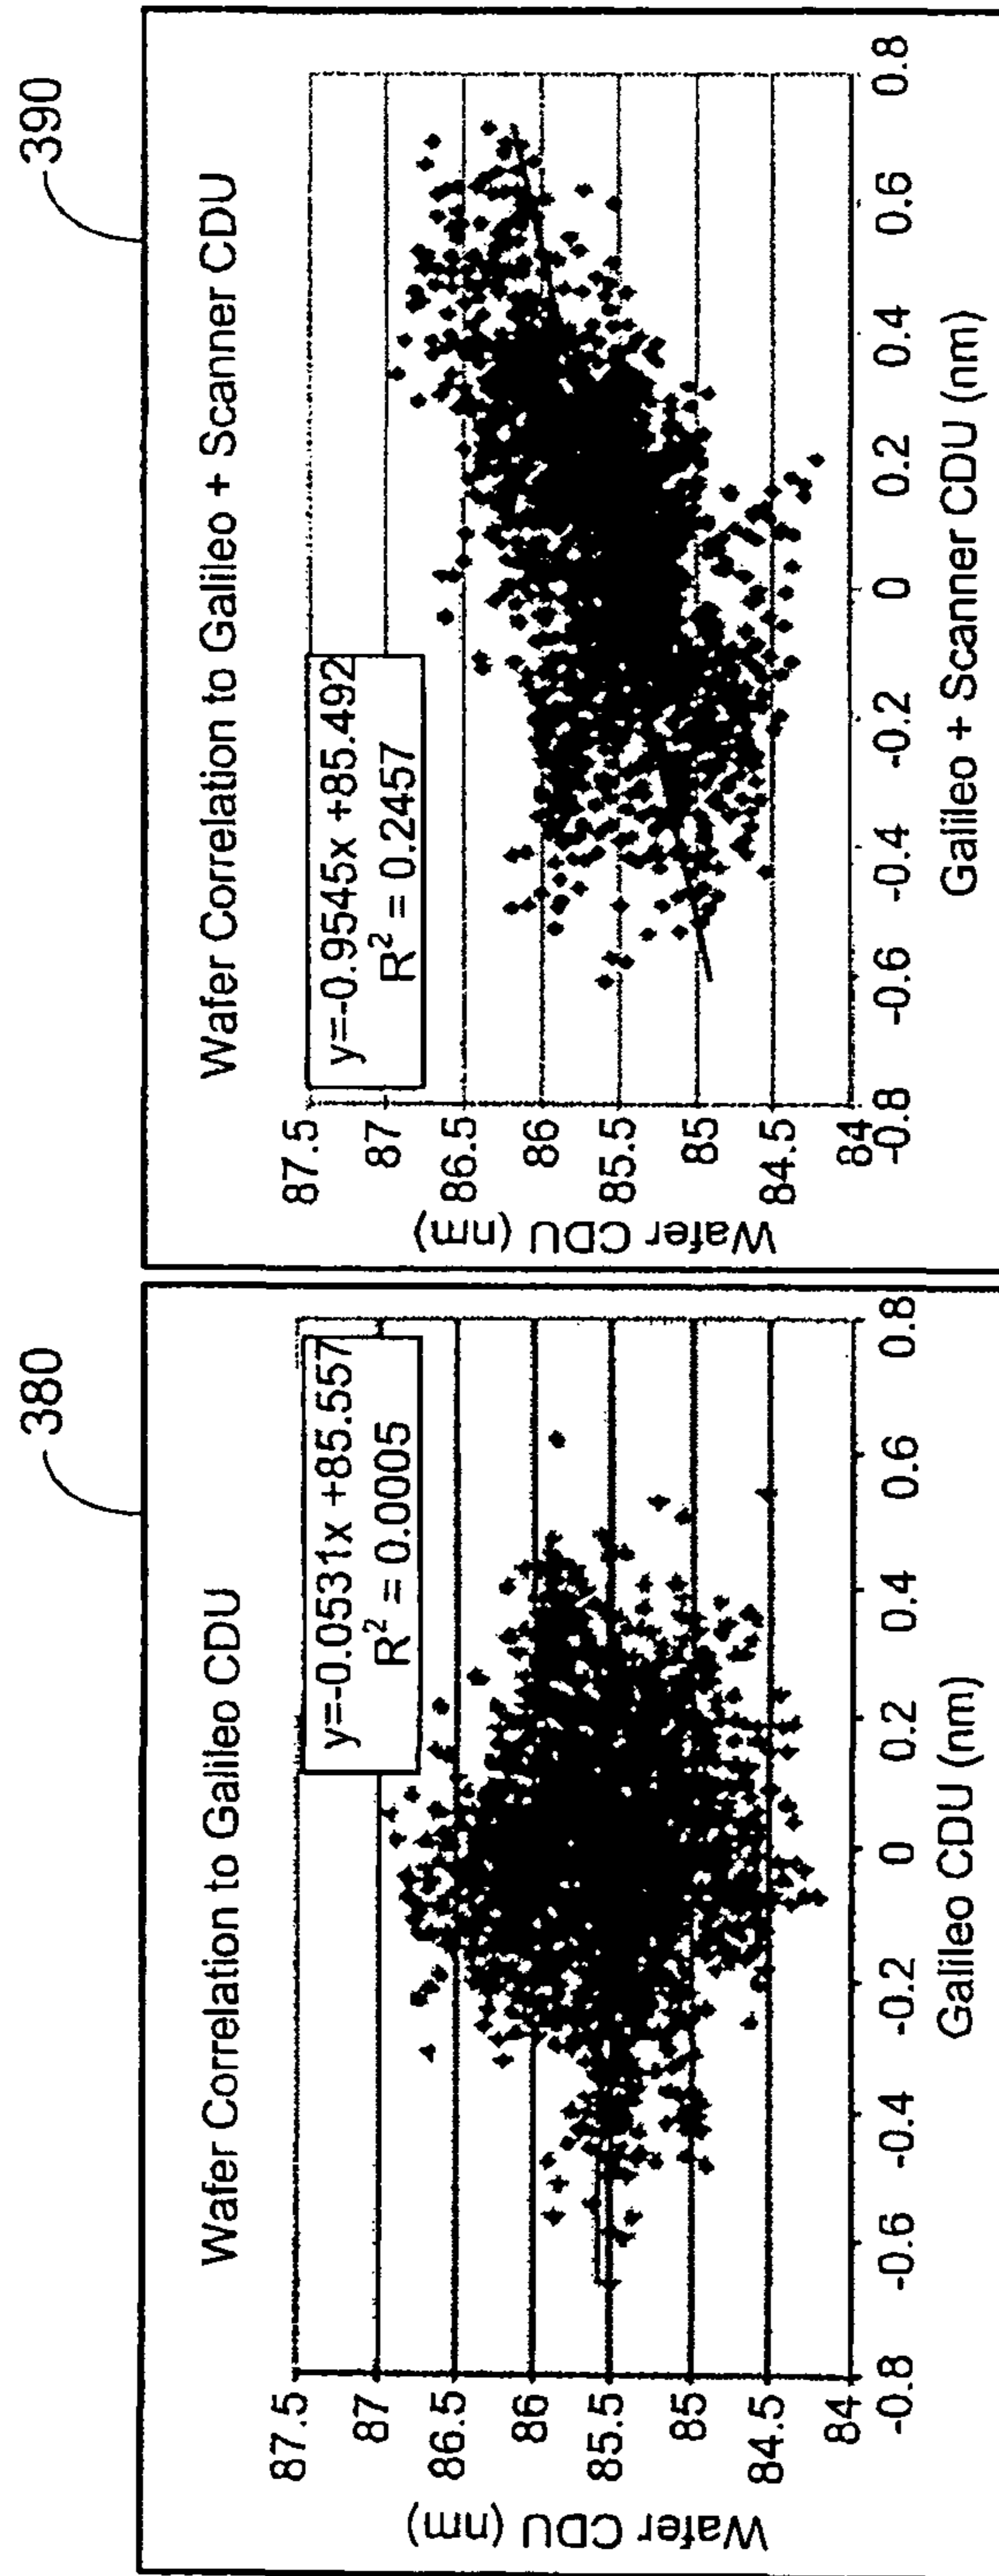 380
Wafer Correlation to Galileo CDU
y=-0.0531x +85.557
R² = 0.0005
Wafer CDU (nm)
87.5
87
86.5
86
85.5
85
84.5
84
-0.8 -0.6 -0.4 -0.2 0 0.2 0.4 0.6 0.8
Galileo CDU (nm)
390
Wafer Correlation to Galileo + Scanner CDU
y=-0.9545x +85.492
R² = 0.2457
Wafer CDU (nm)
87.5
87
86.5
86
85.5
85
84.5
84
-0.8 -0.6 -0.4 -0.2 0 0.2 0.4 0.6 0.8
Galileo + Scanner CDU (nm)